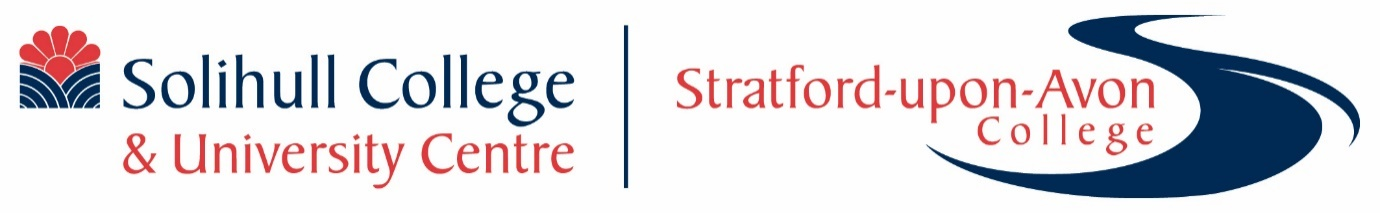 Solihull College
& University Centre
Stratford-upon-Avon
College